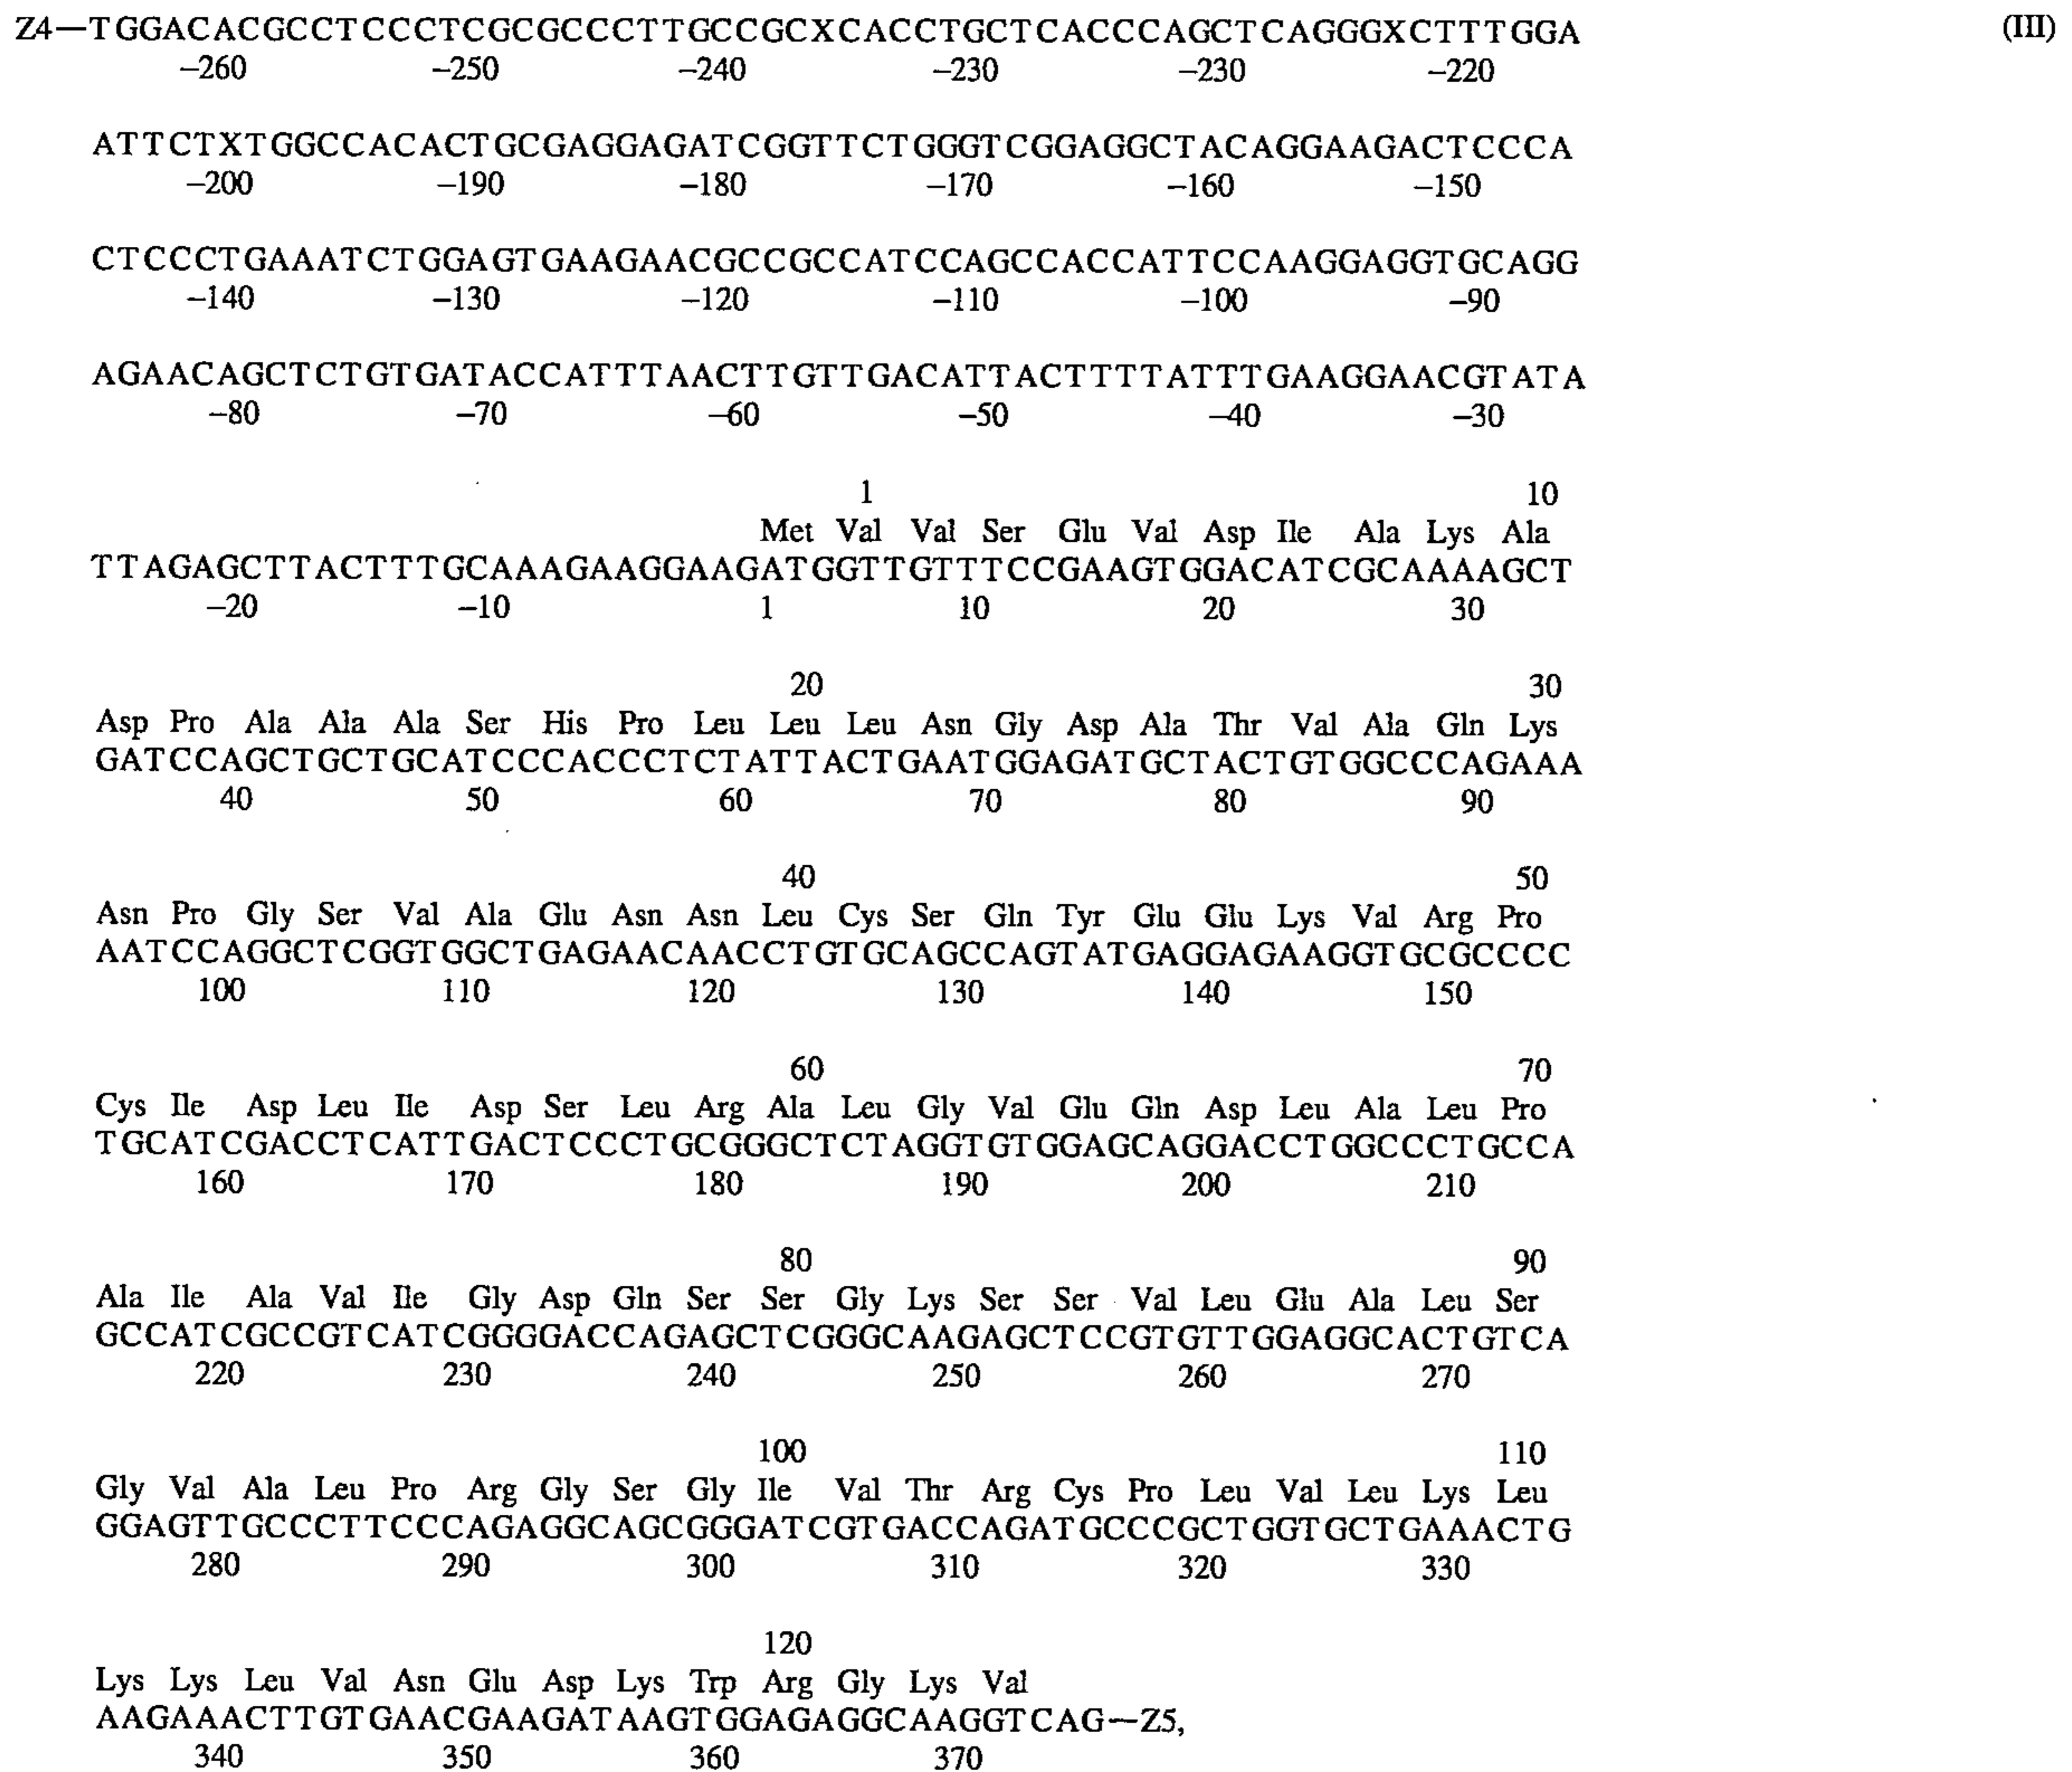 Z4—TGGACACGCCTCCCTCGCGCCCTTGCCGCXCACCTGCTCACCCAGCTCAGGGXCTTTGGA (III)
–260 –250 –240 –230 –230 –220
ATTCTXTGGCCACACTGCGAGGAGATCGGTTCTGGGTCGGAGGCTACAGGAAGACTCCCA
–200 –190 –180 –170 –160 –150
CTCCCTGAAATCTGGAGTGAAGAACGCCGCCATCCAGCCACCATTCCAAGGAGGTGCAGG
–140 –130 –120 –110 –100 –90
AGAACAGCTCTGTGATACCATTTAACTTGTTGACATTACTTTTATTTGAAGGAACGTATA
–80 –70 –60 –50 –40 –30
1 10
Met Val Val Ser Glu Val Asp Ile Ala Lys Ala
TTAGAGCTTACTTTGCAAAGAAGGAAGATGGTTGTTTCCGAAGTGGACATCGCAAAAGCT
–20 –10 1 10 20 30
20 30
Asp Pro Ala Ala Ala Ser His Pro Leu Leu Leu Asn Gly Asp Ala Thr Val Ala Gln Lys
GATCCAGCTGCTGCATCCCACCCTCTATTACTGAATGGAGATGCTACTGTGGCCCAGAAA
40 50 60 70 80 90
40 50
Asn Pro Gly Ser Val Ala Glu Asn Asn Leu Cys Ser Gln Tyr Glu Glu Lys Val Arg Pro
AATCCAGGCTCGGTGGCTGAGAACAACCTGTGCAGCCAGTATGAGGAGAAGGTGCGCCCC
100 110 120 130 140 150
60 70
Cys Ile Asp Leu Ile Asp Ser Leu Arg Ala Leu Gly Val Glu Gln Asp Leu Ala Leu Pro
TGCATCGACCTCATTGACTCCCTGCGGGCTCTAGGTGTGGAGCAGGACCTGGCCCTGCCA
160 170 180 190 200 210
80 90
Ala Ile Ala Val Ile Gly Asp Gln Ser Ser Gly Lys Ser Ser Val Leu Glu Ala Leu Ser
GCCATCGCCGTCATCGGGGACCAGAGCTCGGGCAAGAGCTCCGTGTTGGAGGCACTGTCA
220 230 240 250 260 270
100 110
Gly Val Ala Leu Pro Arg Gly Ser Gly Ile Val Thr Arg Cys Pro Leu Val Leu Lys Leu
GGAGTTGCCCTTCCCAGAGGCAGCGGGATCGTGACCAGATGCCCGCTGGTGCTGAAACTG
280 290 300 310 320 330
120
Lys Lys Leu Val Asn Glu Asp Lys Trp Arg Gly Lys Val
AAGAAACTTGTGAACGAAGATAAGTGGAGAGGCAAGGTCAG—Z5,
340 350 360 370